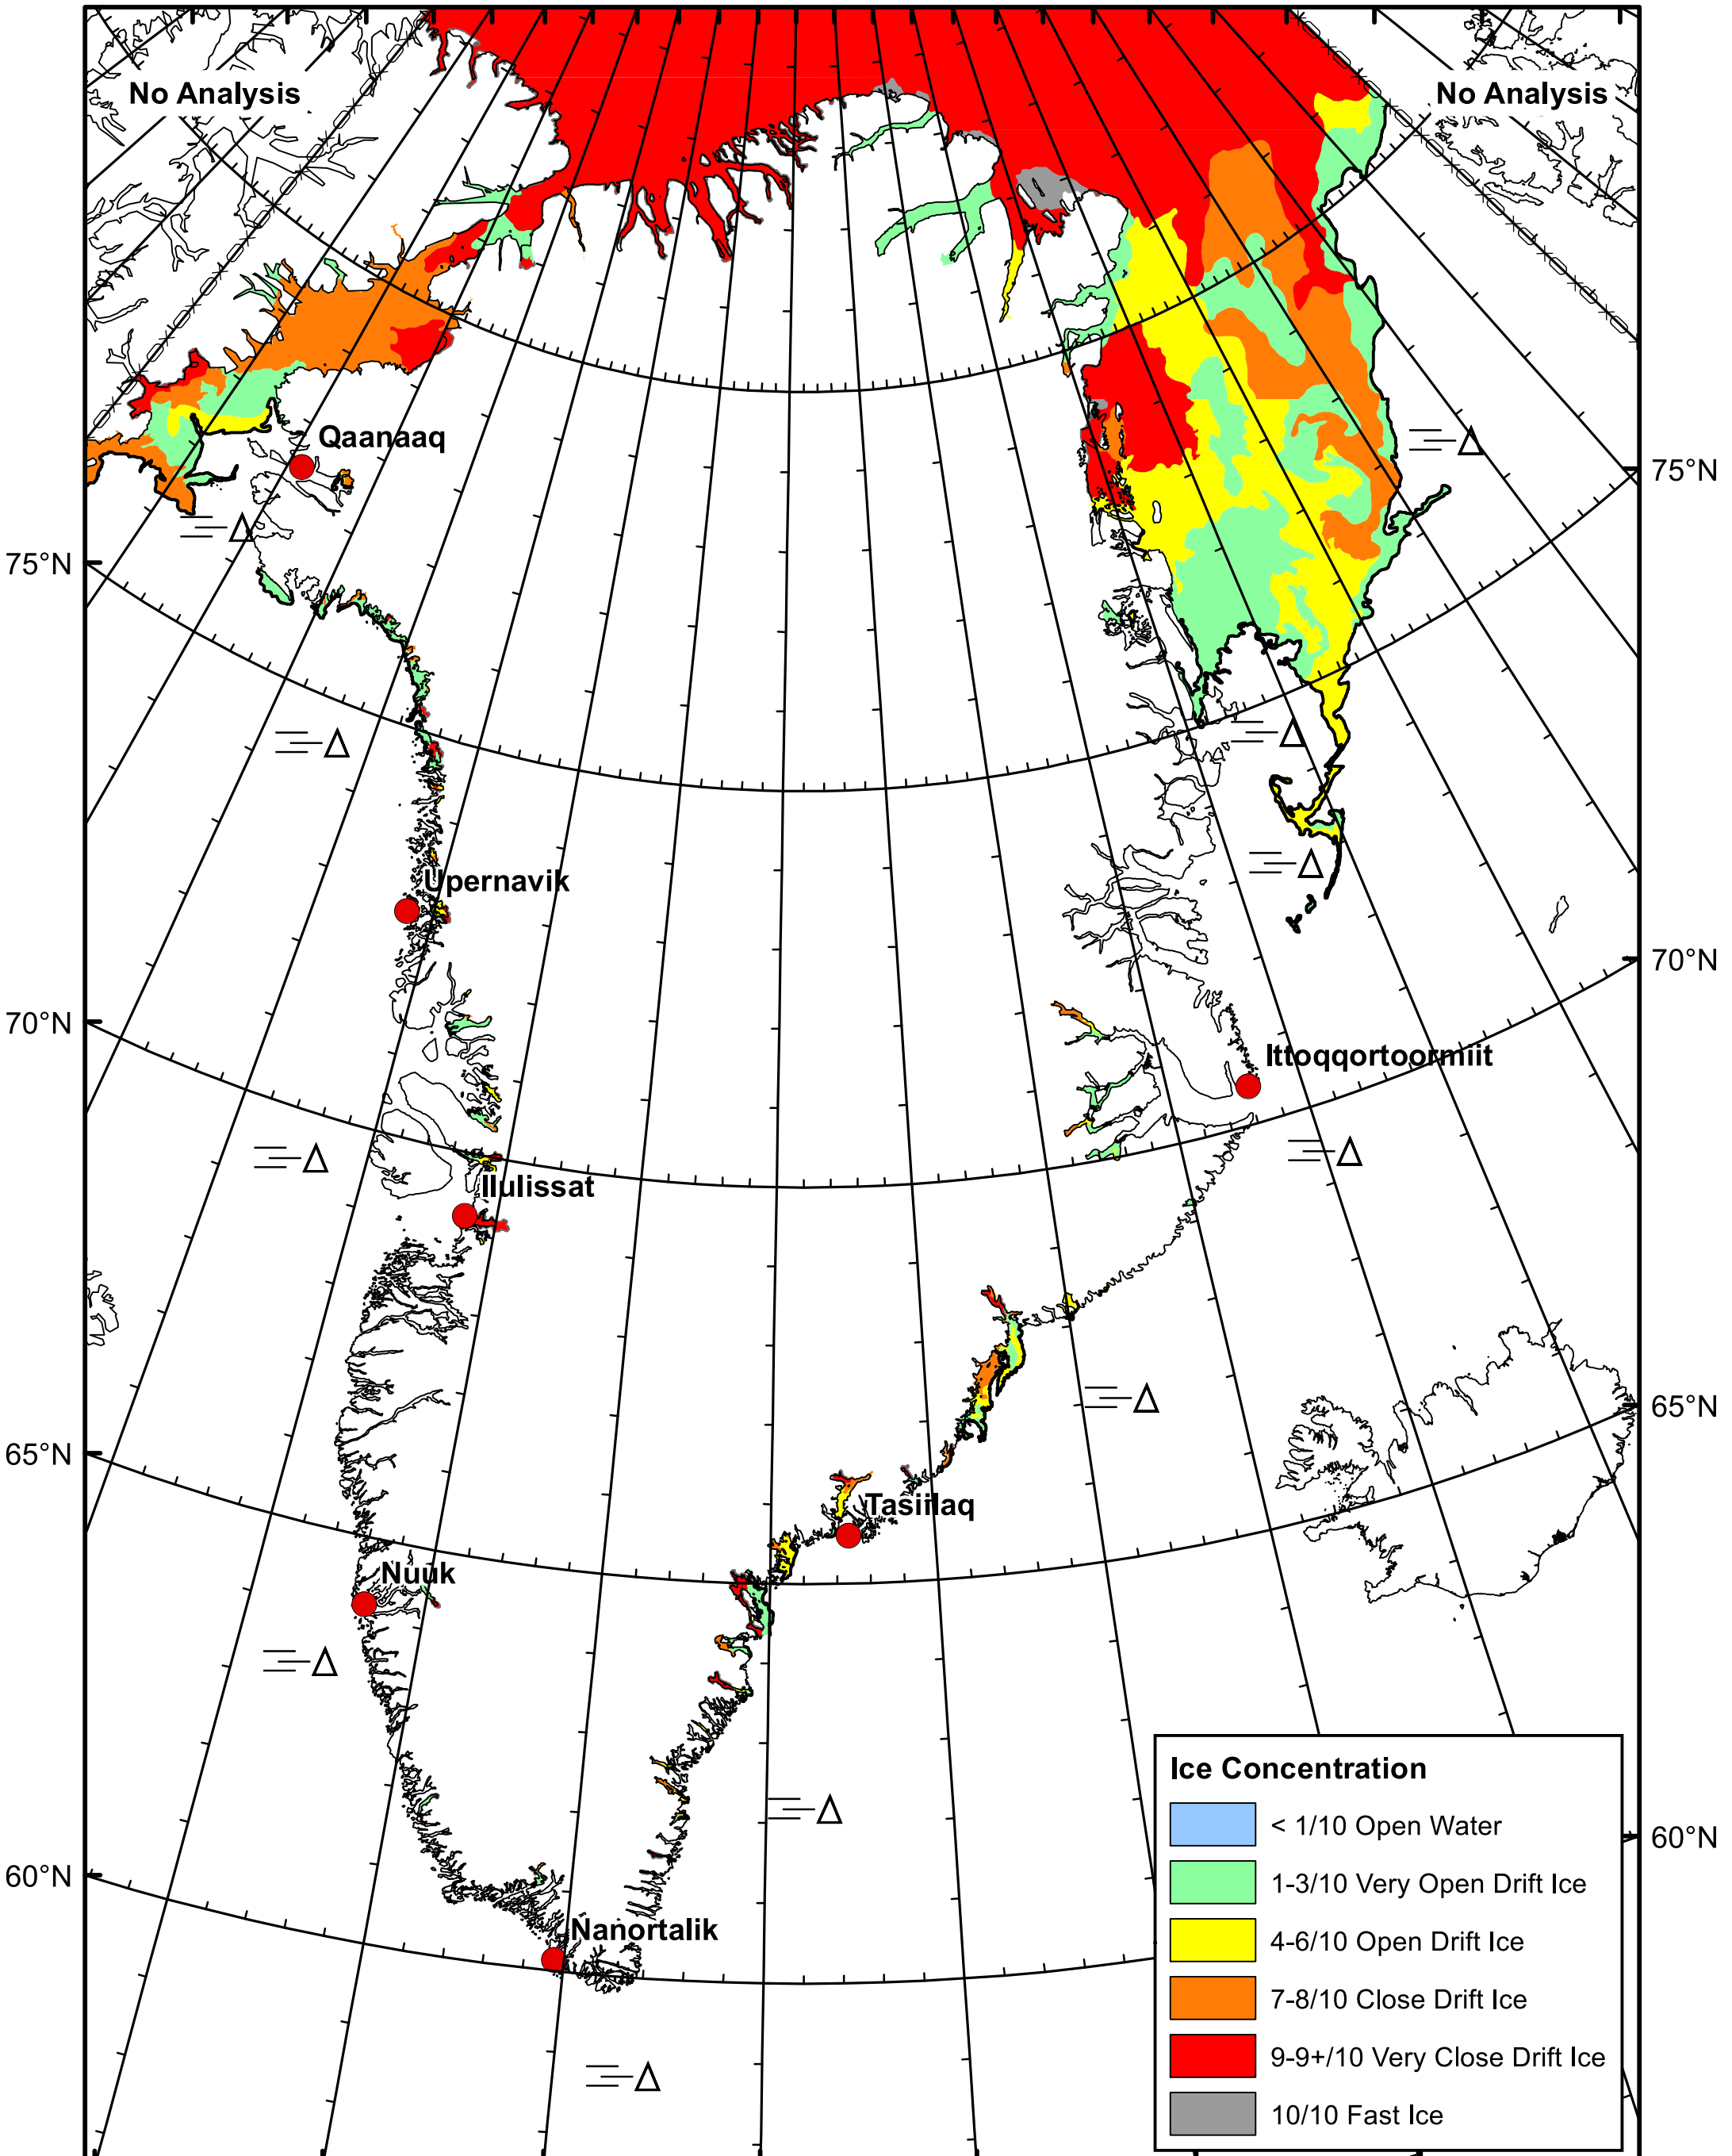 No Analysis
No Analysis
Qaanaaq
75°N
75°N
Upernavik
70°N
70°N
Ittoqqortoormiit
Ilulissat
65°N
65°N
Tasiilaq
Nuuk
60°N
60°N
Nanortalik
Ice Concentration
< 1/10 Open Water
1-3/10 Very Open Drift Ice
4-6/10 Open Drift Ice
7-8/10 Close Drift Ice
9-9+/10 Very Close Drift Ice
10/10 Fast Ice